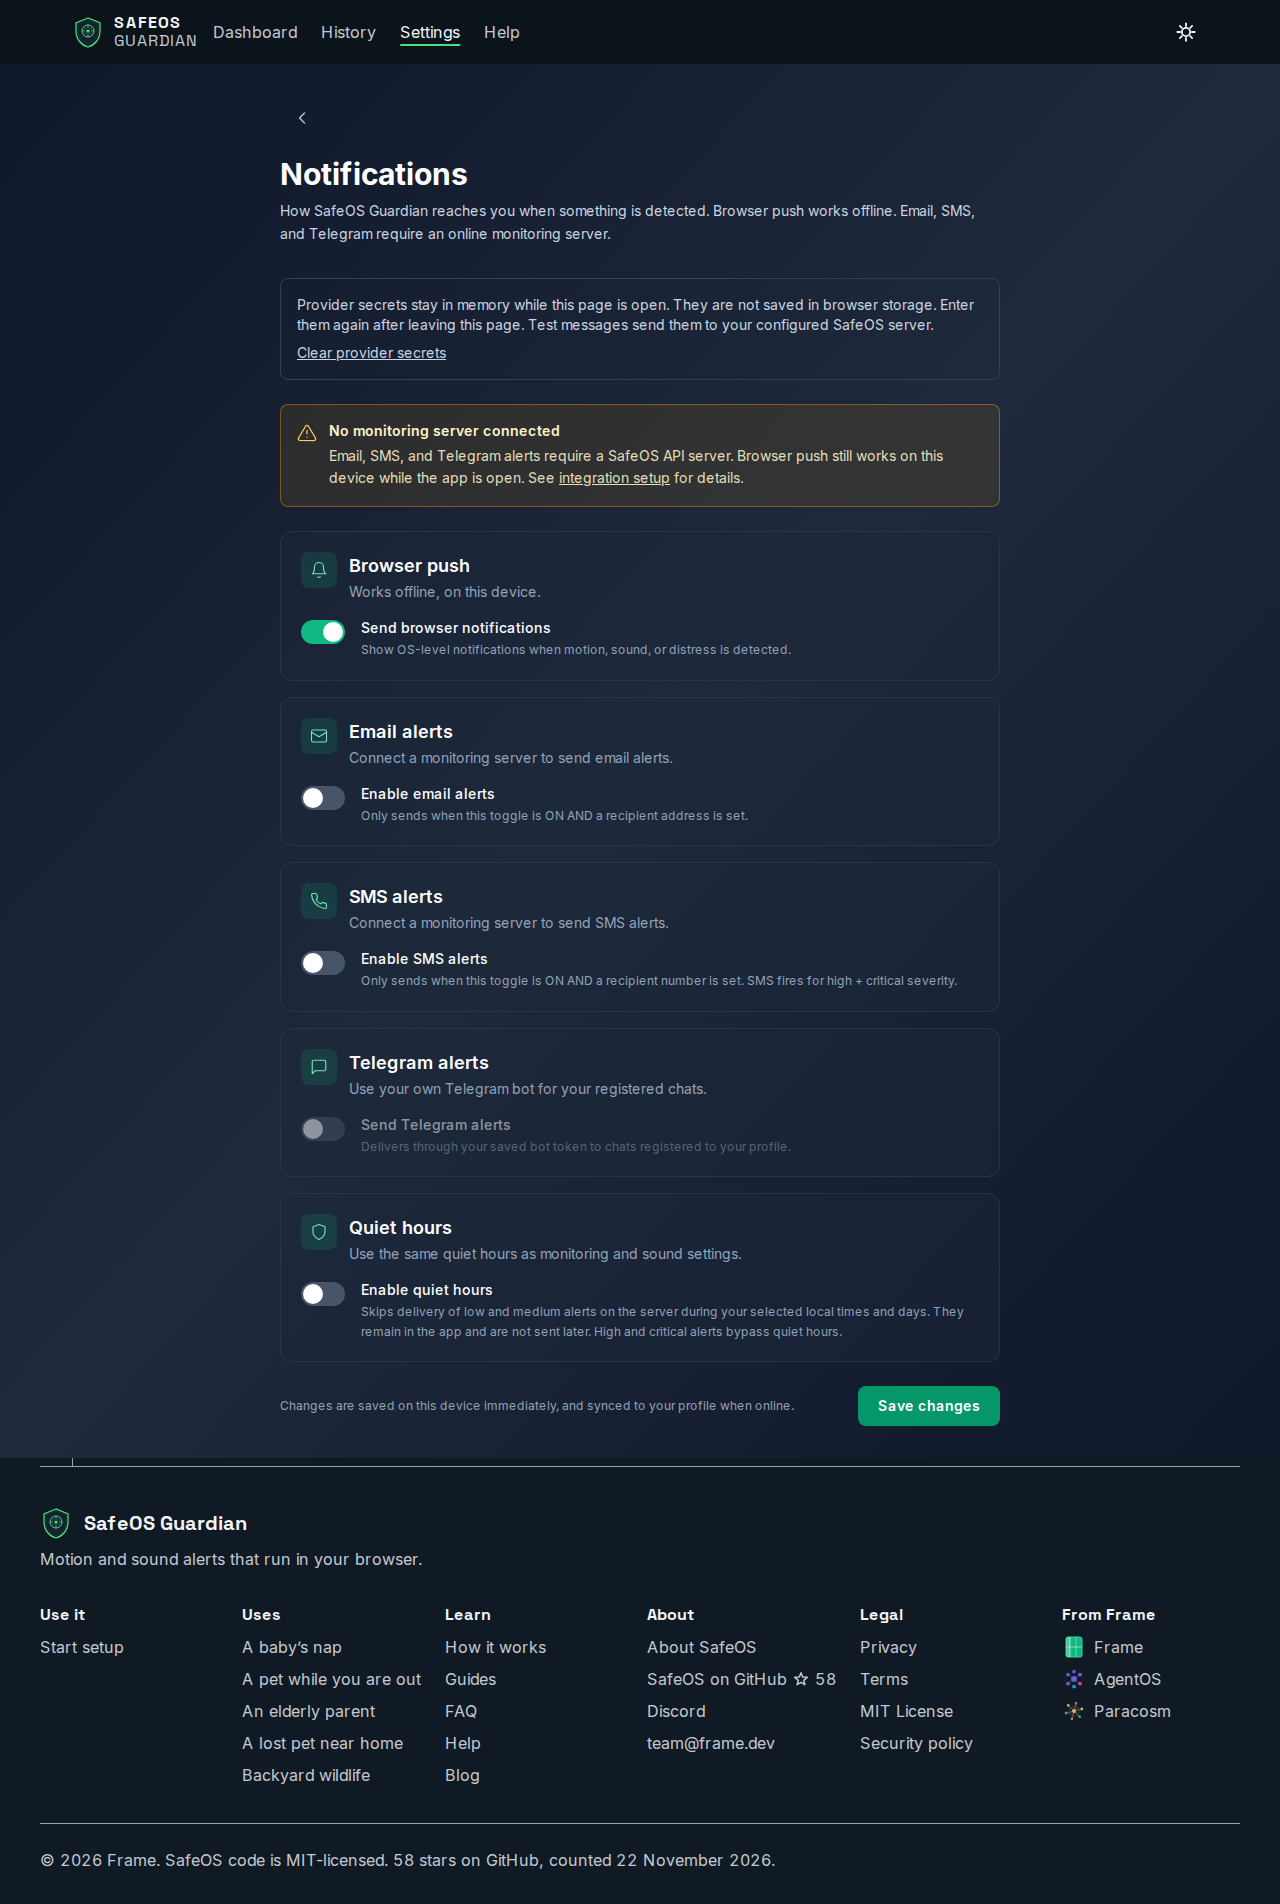 SAFEOS
GUARDIAN
Dashboard
History
Settings
Help
Notifications
How SafeOS Guardian reaches you when something is detected. Browser push works offline. Email, SMS,
and Telegram require an online monitoring server.
Provider secrets stay in memory while this page is open. They are not saved in browser storage. Enter
them again after leaving this page. Test messages send them to your configured SafeOS server.
Clear provider secrets
No monitoring server connected
Email, SMS, and Telegram alerts require a SafeOS API server. Browser push still works on this
device while the app is open. See integration setup for details.
Browser push
Works offline, on this device.
Send browser notifications
Show OS-level notifications when motion, sound, or distress is detected.
Email alerts
Connect a monitoring server to send email alerts.
Enable email alerts
Only sends when this toggle is ON AND a recipient address is set.
SMS alerts
Connect a monitoring server to send SMS alerts.
Enable SMS alerts
Only sends when this toggle is ON AND a recipient number is set. SMS fires for high + critical severity.
Telegram alerts
Use your own Telegram bot for your registered chats.
Send Telegram alerts
Delivers through your saved bot token to chats registered to your profile.
Quiet hours
Use the same quiet hours as monitoring and sound settings.
Enable quiet hours
Skips delivery of low and medium alerts on the server during your selected local times and days. They
remain in the app and are not sent later. High and critical alerts bypass quiet hours.
Changes are saved on this device immediately, and synced to your profile when online.
Save changes
SafeOS Guardian
Motion and sound alerts that run in your browser.
Use it
Start setup
Uses
A baby’s nap
A pet while you are out
An elderly parent
A lost pet near home
Backyard wildlife
Learn
How it works
Guides
FAQ
Help
Blog
About
About SafeOS
SafeOS on GitHub ☆ 58
Discord
team@frame.dev
Legal
Privacy
Terms
MIT License
Security policy
From Frame
Frame
AgentOS
Paracosm
© 2026 Frame. SafeOS code is MIT-licensed. 58 stars on GitHub, counted 22 November 2026.